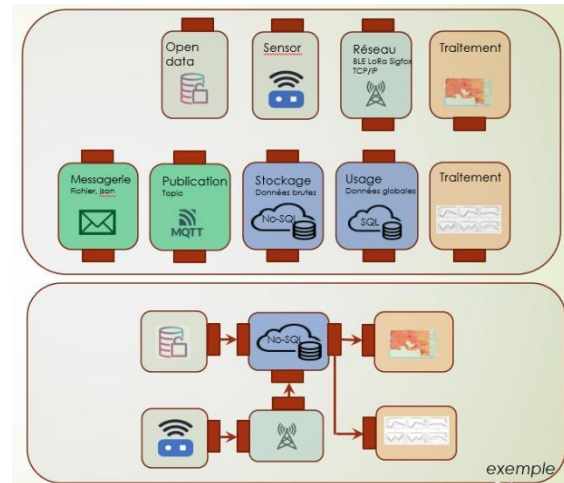 Open
data
Sensor
Réseau
BLE LoRa Sigfox
TCP/IP
Traitement
Messagerie
Fichier, json
Publication
Topic
MQTT
Stockage
Données brutes
No-SQL
Usage
Données globales
SQL
Traitement
No-SQL
exemple